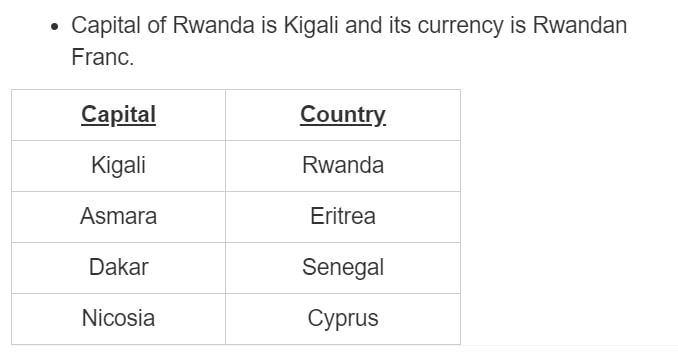 • Capital of Rwanda is Kigali and its currency is Rwandan
Franc.
Capital Country
Kigali Rwanda
Asmara Eritrea
Dakar Senegal
Nicosia Cyprus